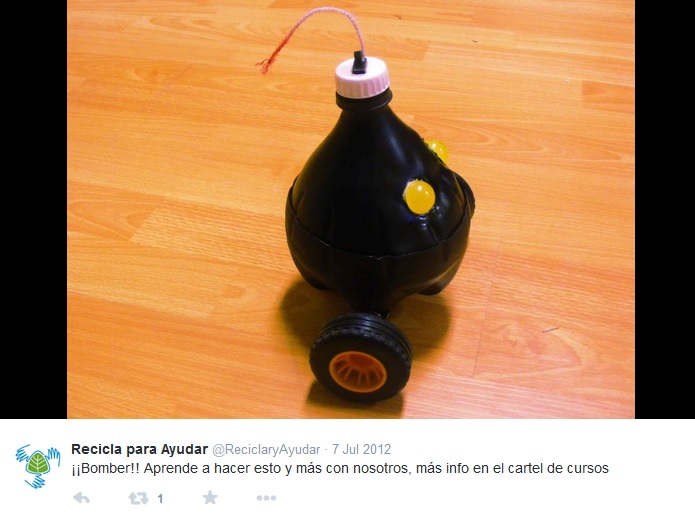 Recicla para Ayudar @ReciclaryAyudar · 7 Jul 2012
¡¡Bomber!! Aprende a hacer esto y más con nosotros, más info en el cartel de cursos
1